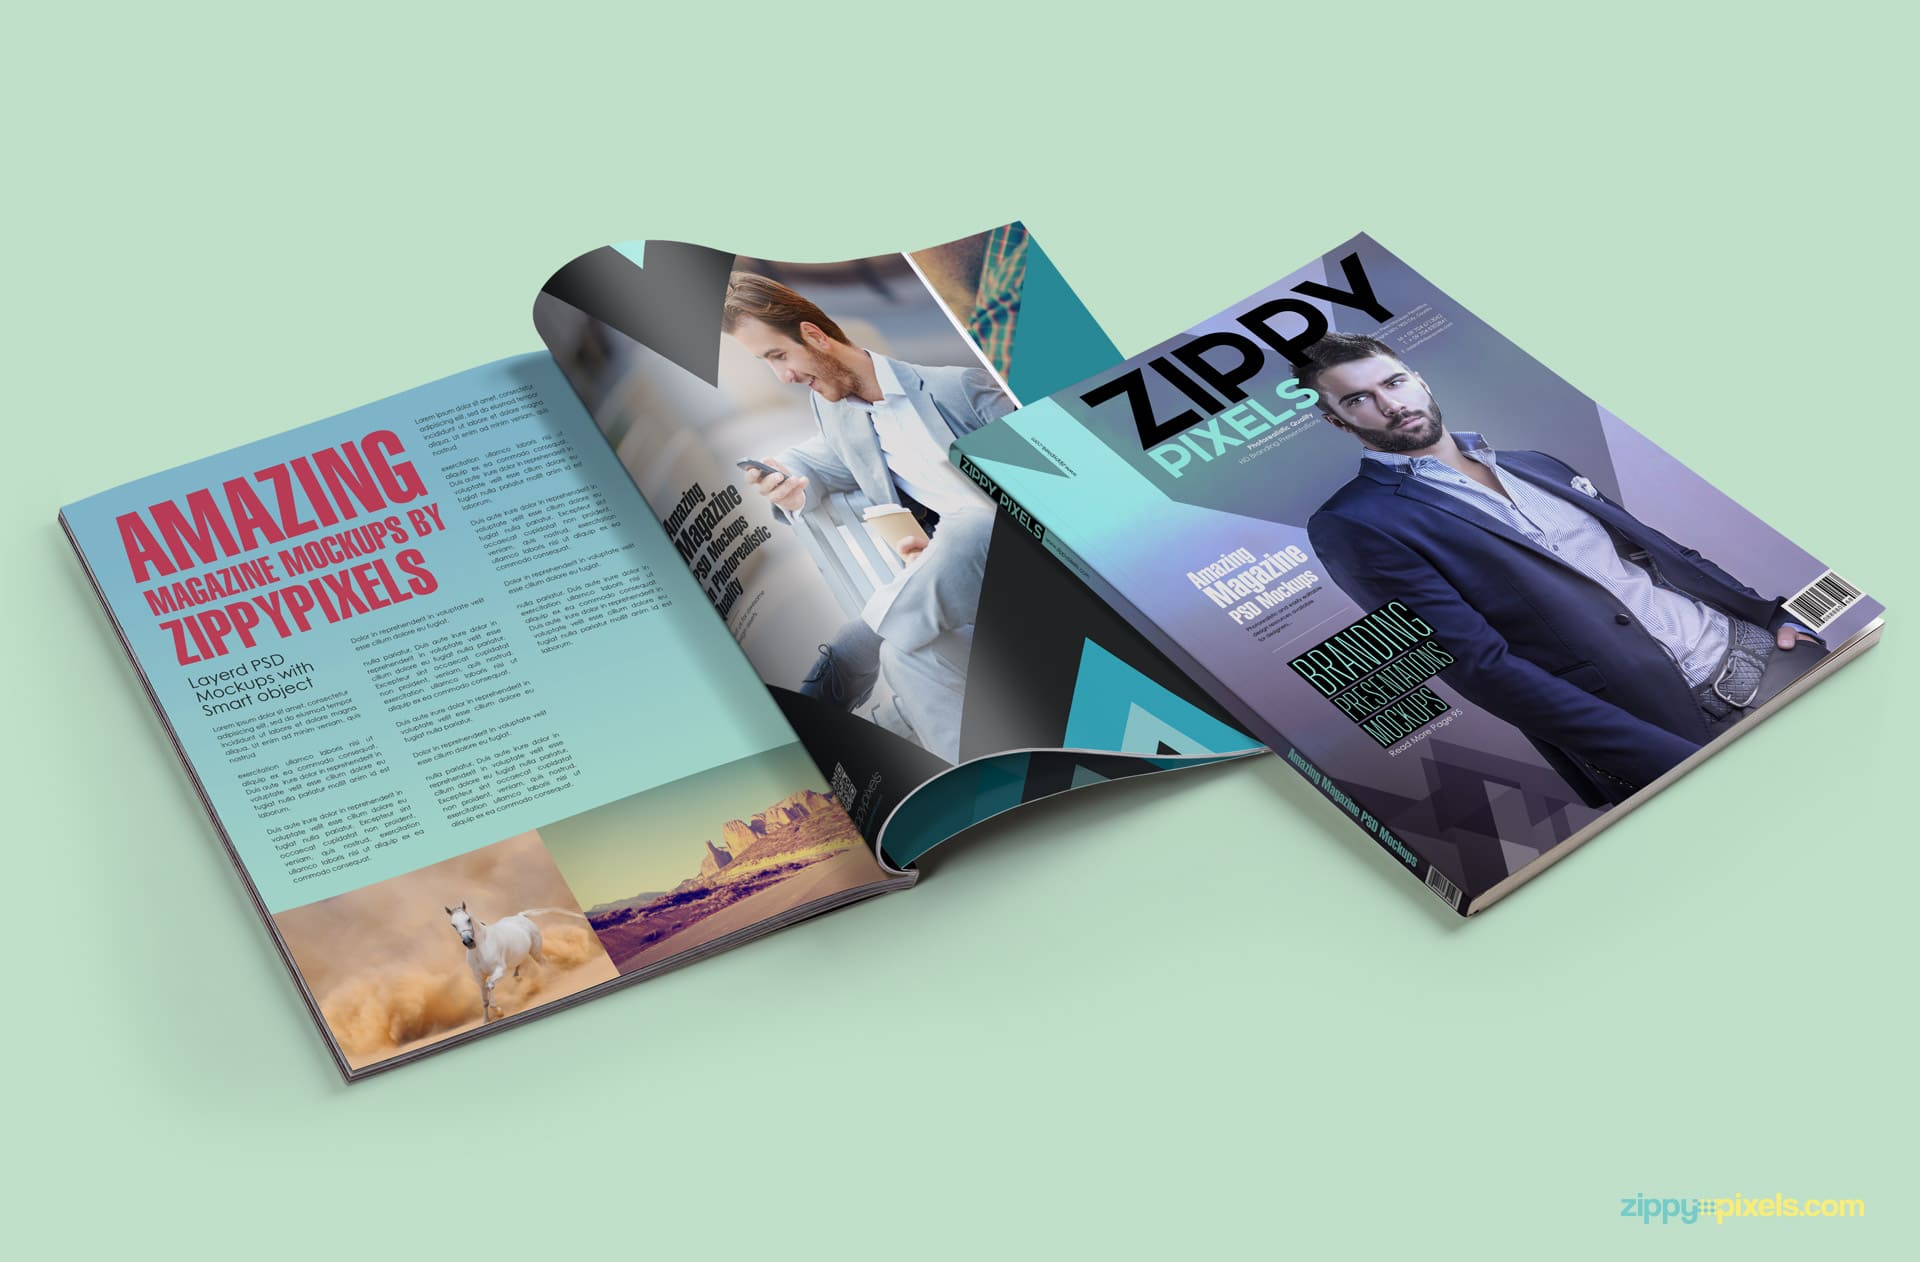 AMAZING
MAGAZINE MOCKUPS BY
ZIPPYPIXELS
Layerd PSD
Mockups with
Smart object
Lorem ipsum dolor sit amet, consectetur
adipiscing elit, sed do eiusmod tempor
incididunt ut labore et dolore magna
aliqua. Ut enim ad minim veniam, quis
nostrud
exercitation ullamco laboris nisi ut
aliquip ex ea commodo consequat.
Duis aute irure dolor in reprehenderit in
voluptate velit esse cillum dolore eu
fugiat nulla pariatur mollit anim id est
laborum.
Duis aute irure dolor in reprehenderit in
voluptate velit esse cillum dolore eu
fugiat nulla pariatur. Excepteur sint
occaecat cupidatat non proident,
veniam, quis nostrud, exercitation
ullamco laboris nisi ut aliquip ex ea
commodo consequat.
Dolor in reprehenderit in voluptate velit
esse cillum dolore eu fugiat.
nulla pariatur. Duis aute irure dolor in
reprehenderit in voluptate velit esse
cillum dolore eu fugiat nulla pariatur.
Excepteur sint occaecat cupidatat
non proident, veniam, quis nostrud,
exercitation, ullamco laboris nisi ut
aliquip ex ea commodo consequat.
Duis aute irure dolor in reprehenderit in
voluptate velit esse cillum dolore eu
fugiat nulla pariatur.
Dolor in reprehenderit in voluptate velit
esse cillum dolore eu fugiat.
nulla pariatur. Duis aute irure dolor in
reprehenderit in voluptate velit esse
cillum dolore eu fugiat nulla pariatur.
Excepteur sint occaecat cupidatat
non proident, veniam, quis nostrud,
exercitation, ullamco laboris nisi ut
aliquip ex ea commodo consequat.
Lorem ipsum dolor sit amet, consectetur
adipiscing elit, sed do eiusmod tempor
incididunt ut labore et dolore magna
aliqua. Ut enim ad minim veniam, quis
nostrud
exercitation ullamco laboris nisi ut
aliquip ex ea commodo consequat.
Duis aute irure dolor in reprehenderit in
voluptate velit esse cillum dolore eu
fugiat nulla pariatur mollit anim id est
laborum.
Duis aute irure dolor in reprehenderit in
voluptate velit esse cillum dolore eu
fugiat nulla pariatur. Excepteur sint
occaecat cupidatat non proident,
veniam, quis nostrud, exercitation
ullamco laboris nisi ut aliquip ex ea
commodo consequat.
Dolor in reprehenderit in voluptate velit
esse cillum dolore eu fugiat.
nulla pariatur. Duis aute irure dolor in
exercitation ullamco laboris nisi ut
aliquip ex ea commodo consequat.
Duis aute irure dolor in reprehenderit in
voluptate velit esse cillum dolore eu
fugiat nulla pariatur mollit anim id est
laborum.
Amazing
Magazine
PSD Mockups
Photorealistic
zippypixels
www.zippypixels.com
ZIPPY PIXELS
www.zippypixels.com
Amazing Magazine PSD Mockups
ZIPPY
PIXELS
Photorealistic Quality
HD Branding Presentations
Amazing
Magazine
PSD Mockups
Photorealistic and easily editable
design resources available
for designers...
BRANDING
PRESENTATIONS
MOCKUPS
Read More Page 95
zippypixels.com